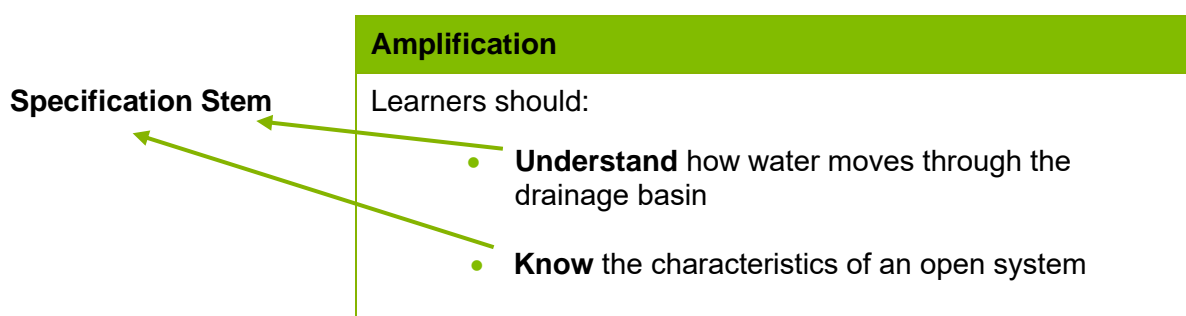 Amplification
Specification Stem
Learners should:
• Understand how water moves through the
drainage basin
• Know the characteristics of an open system